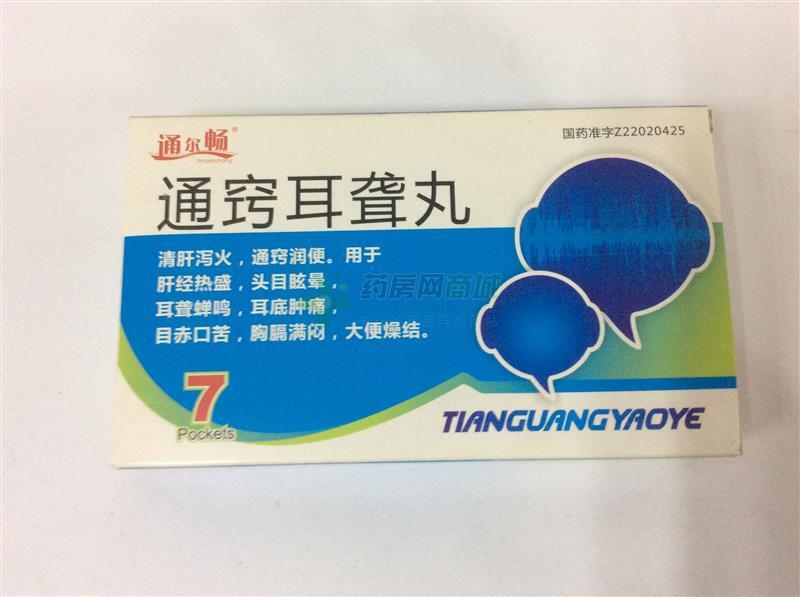 通尔畅®
tongerchang
国药准字Z22020425
通窍耳聋丸
清肝泻火，通窍润便。用于
肝经热盛，头目眩晕，
耳聋蝉鸣，耳底肿痛，
目赤口苦，胸膈满闷，大便燥结。
药房网商城
7
Pockets
TIANGUANGYAOYE